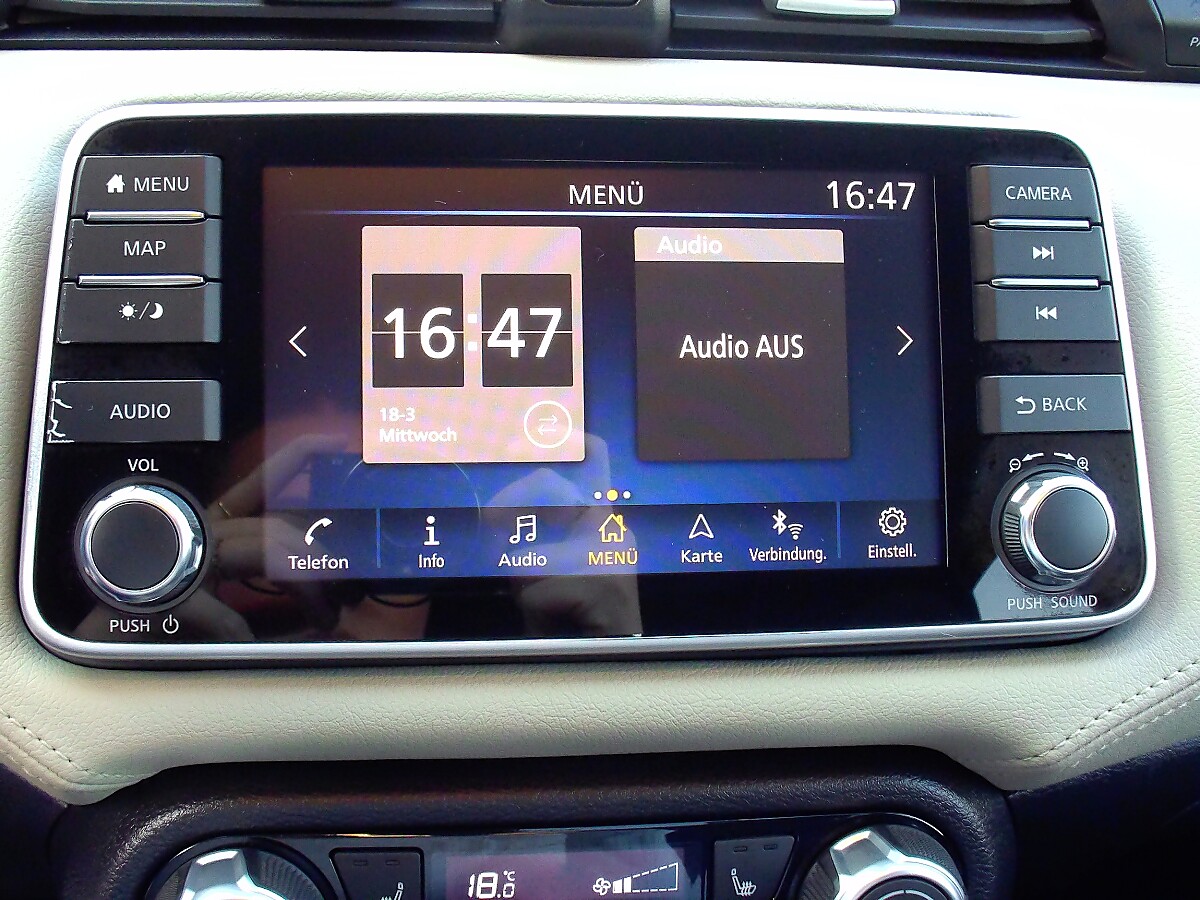 MENU
MAP
AUDIO
VOL
PUSH
MENÜ 16:47
16:47
18-3
Mittwoch
Audio
Audio AUS
Telefon
Info
Audio
MENÜ
Karte
Verbindung.
Einstell.
CAMERA
BACK
PUSH SOUND
18.0 °C